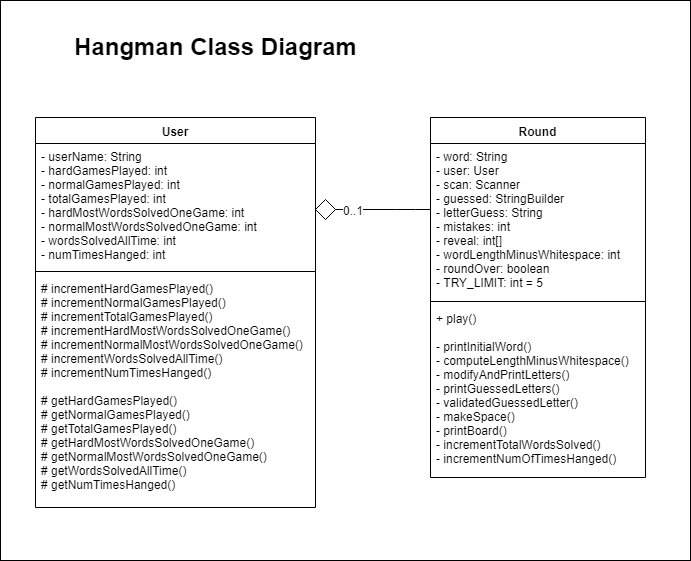 Hangman Class Diagram
User
- userName: String
- hardGamesPlayed: int
- normalGamesPlayed: int
- totalGamesPlayed: int
- hardMostWordsSolvedOneGame: int
- normalMostWordsSolvedOneGame: int
- wordsSolvedAllTime: int
- numTimesHanged: int
# incrementHardGamesPlayed()
# incrementNormalGamesPlayed()
# incrementTotalGamesPlayed()
# incrementHardMostWordsSolvedOneGame()
# incrementNormalMostWordsSolvedOneGame()
# incrementWordsSolvedAllTime()
# incrementNumTimesHanged()
# getHardGamesPlayed()
# getNormalGamesPlayed()
# getTotalGamesPlayed()
# getHardMostWordsSolvedOneGame()
# getNormalMostWordsSolvedOneGame()
# getWordsSolvedAllTime()
# getNumTimesHanged()
0..1
Round
- word: String
- user: User
- scan: Scanner
- guessed: StringBuilder
- letterGuess: String
- mistakes: int
- reveal: int[]
- wordLengthMinusWhitespace: int
- roundOver: boolean
- TRY_LIMIT: int = 5
+ play()
- printInitialWord()
- computeLengthMinusWhitespace()
- modifyAndPrintLetters()
- printGuessedLetters()
- validatedGuessedLetter()
- makeSpace()
- printBoard()
- incrementTotalWordsSolved()
- incrementNumOfTimesHanged()